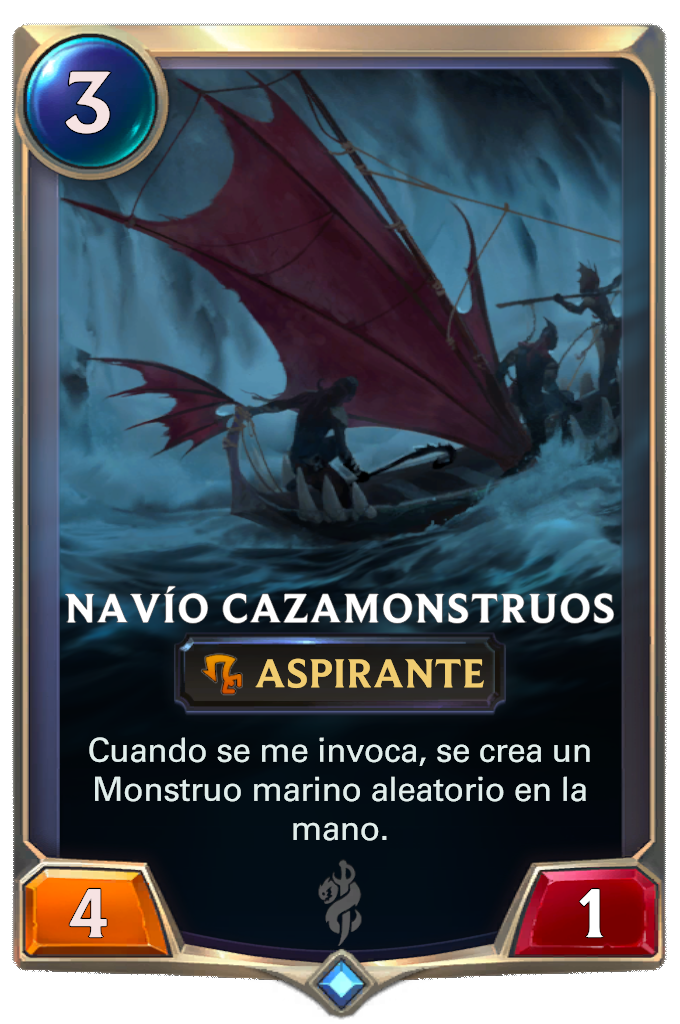 3
NAVÍO CAZAMONSTRUOS
ASPIRANTE
Cuando se me invoca, se crea un
Monstruo marino aleatorio en la
mano.
4
1